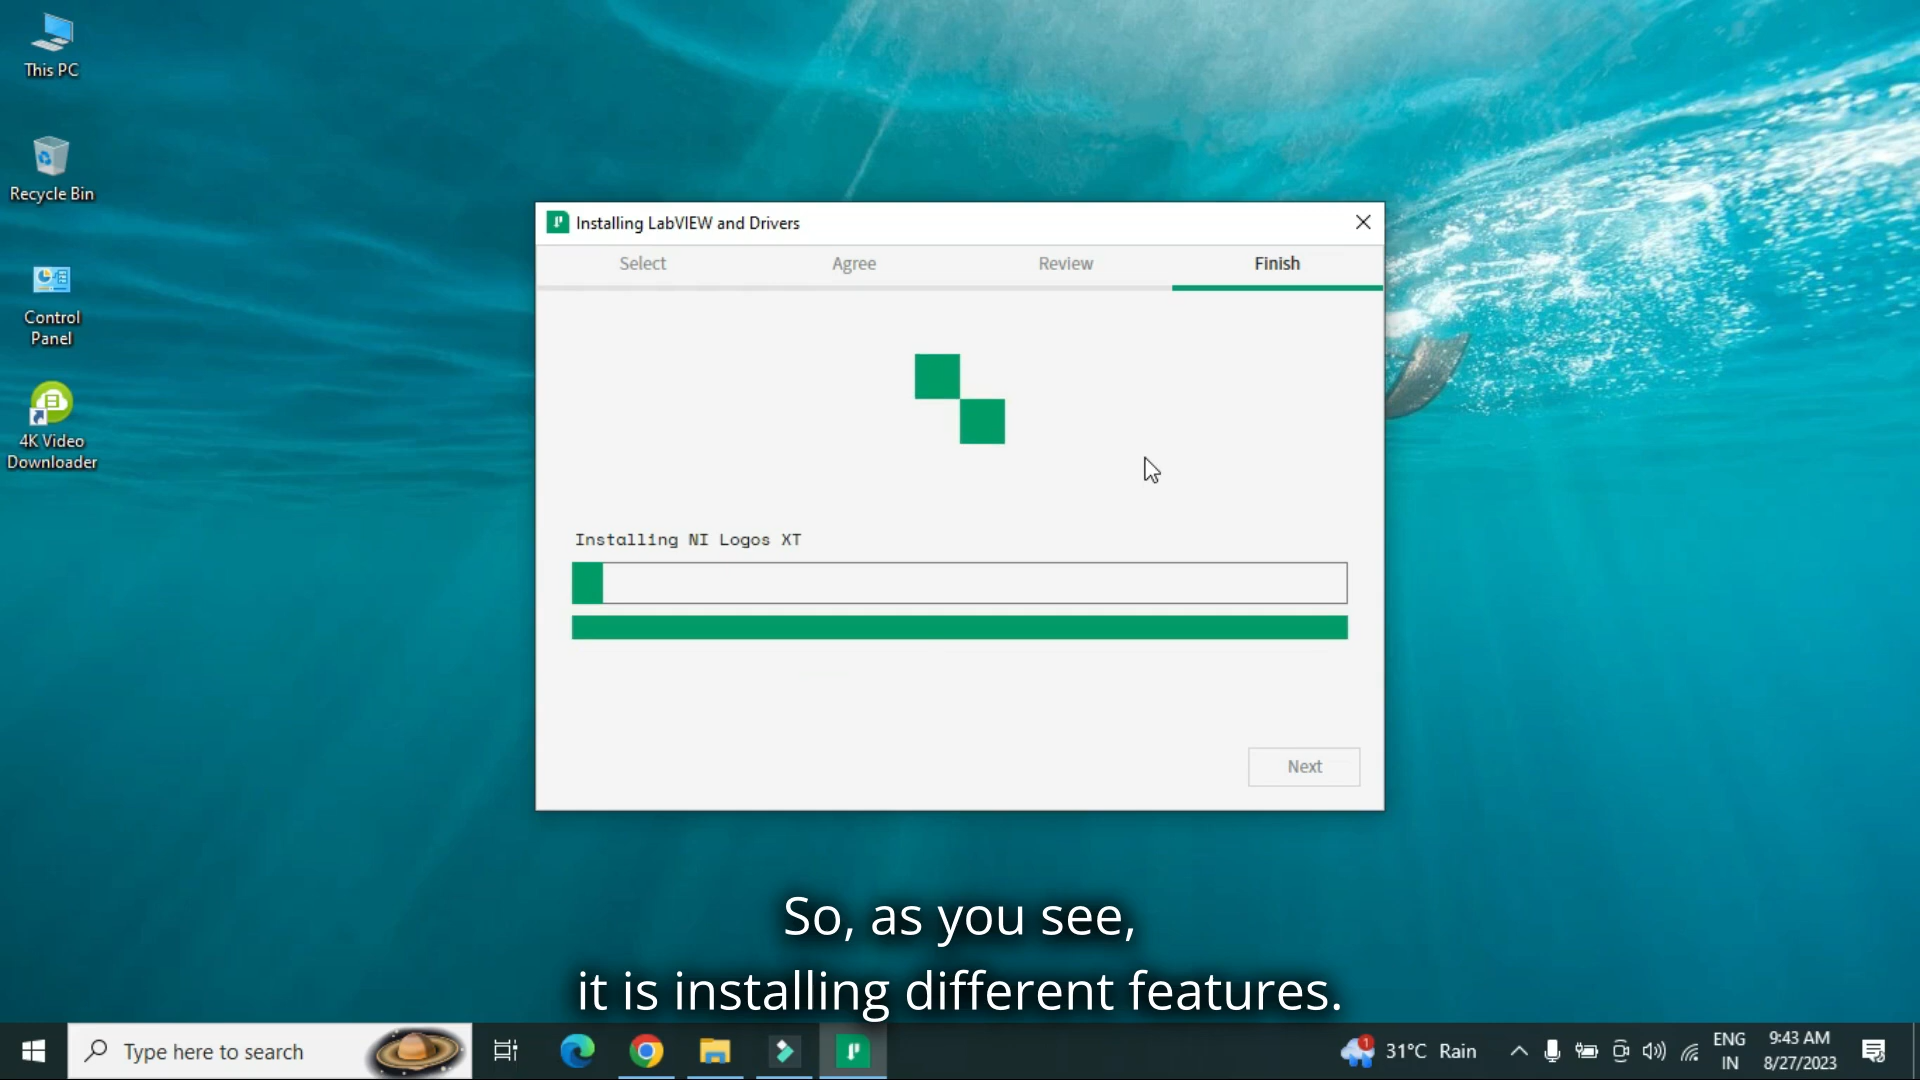 This PC
Recycle Bin
Control
Panel
4K Video
Downloader
Installing LabVIEW and Drivers
Select
Agree
Review
Finish
Installing NI Logos XT
Next
So, as you see,
it is installing different features.
Type here to search
1
31°C Rain
ENG
IN
9:43 AM
8/27/2023